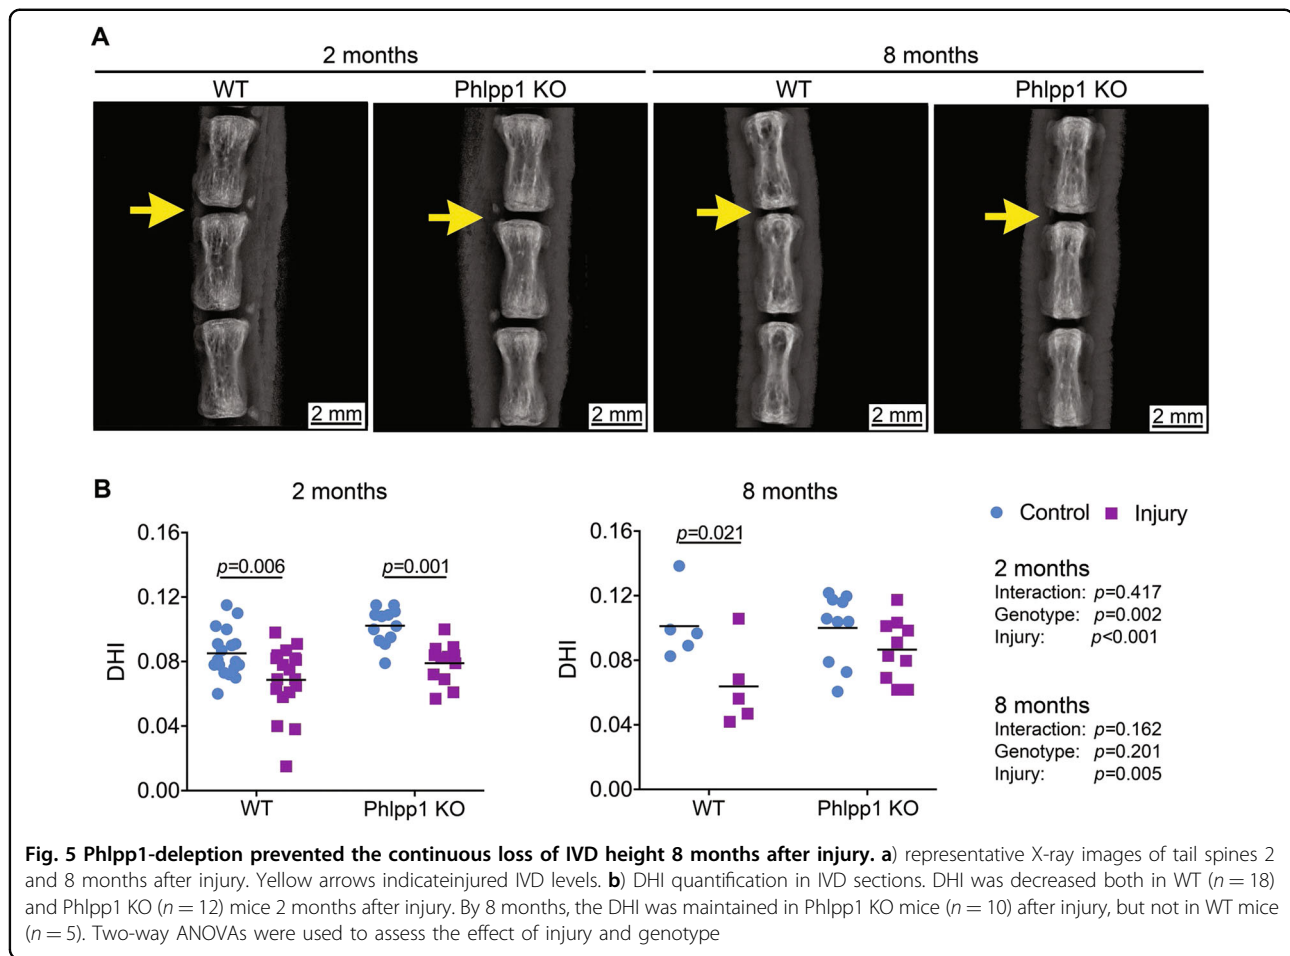 A
2 months
8 months
WT
Phlpp1 KO
WT
Phlpp1 KO
2 mm
2 mm
2 mm
2 mm
B
2 months
8 months
DHI
0.16
0.12
0.08
0.04
0.00
p=0.006
p=0.001
WT
Phlpp1 KO
DHI
0.16
0.12
0.08
0.04
0.00
p=0.021
WT
Phlpp1 KO
Control
Injury
2 months
Interaction: p=0.417
Genotype: p=0.002
Injury: p<0.001
8 months
Interaction: p=0.162
Genotype: p=0.201
Injury: p=0.005
Fig. 5 Phlpp1-deleption prevented the continuous loss of IVD height 8 months after injury. a) representative X-ray images of tail spines 2
and 8 months after injury. Yellow arrows indicateinjured IVD levels. b) DHI quantification in IVD sections. DHI was decreased both in WT (n = 18)
and Phlpp1 KO (n = 12) mice 2 months after injury. By 8 months, the DHI was maintained in Phlpp1 KO mice (n = 10) after injury, but not in WT mice
(n = 5). Two-way ANOVAs were used to assess the effect of injury and genotype